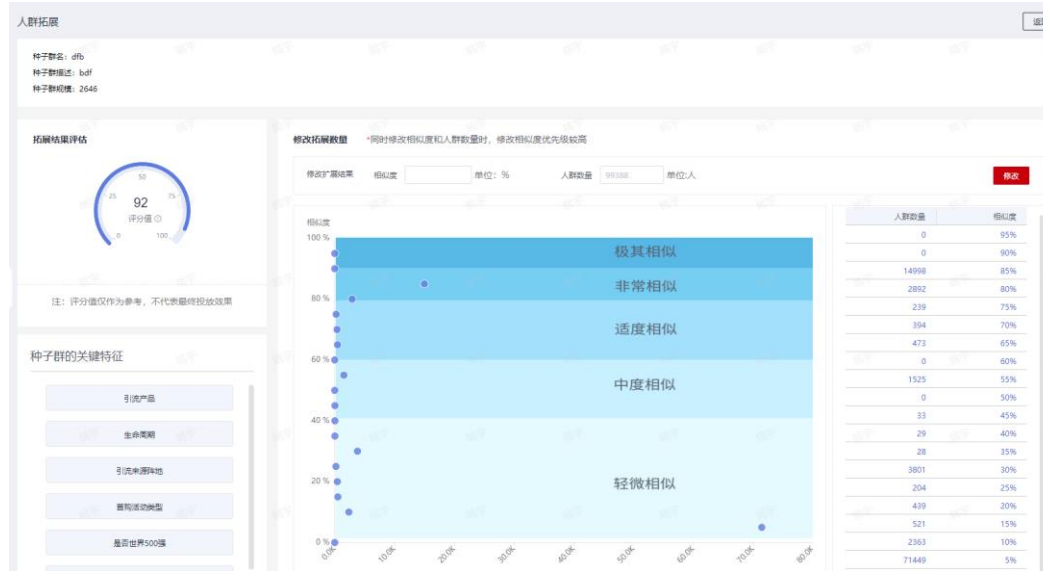 人群拓展
返回
种子群名：dfb
种子群描述：bdf
种子群规模：2646
拓展结果评估
50
25
75
92
评分值
0
100
注：评分值仅作为参考，不代表最终投放效果
种子群的关键特征
引流产品
生命周期
引流来源阵地
首购活动类型
是否世界500强
修改拓展数量 *同时修改相似度和人群数量时，修改相似度优先级较高
修改扩展结果 相似度 单位：% 人群数量 99388 单位:人 修改
相似度
100 %
80 %
60 %
40 %
20 %
0 %
极其相似
非常相似
适度相似
中度相似
轻微相似
0.0K 10.0K 20.0K 30.0K 40.0K 50.0K 60.0K 70.0K 80.0K
人群数量 相似度
0 95%
0 90%
14998 85%
2892 80%
239 75%
394 70%
473 65%
0 60%
1525 55%
0 50%
33 45%
29 40%
28 35%
3801 30%
204 25%
439 20%
521 15%
2363 10%
71449 5%